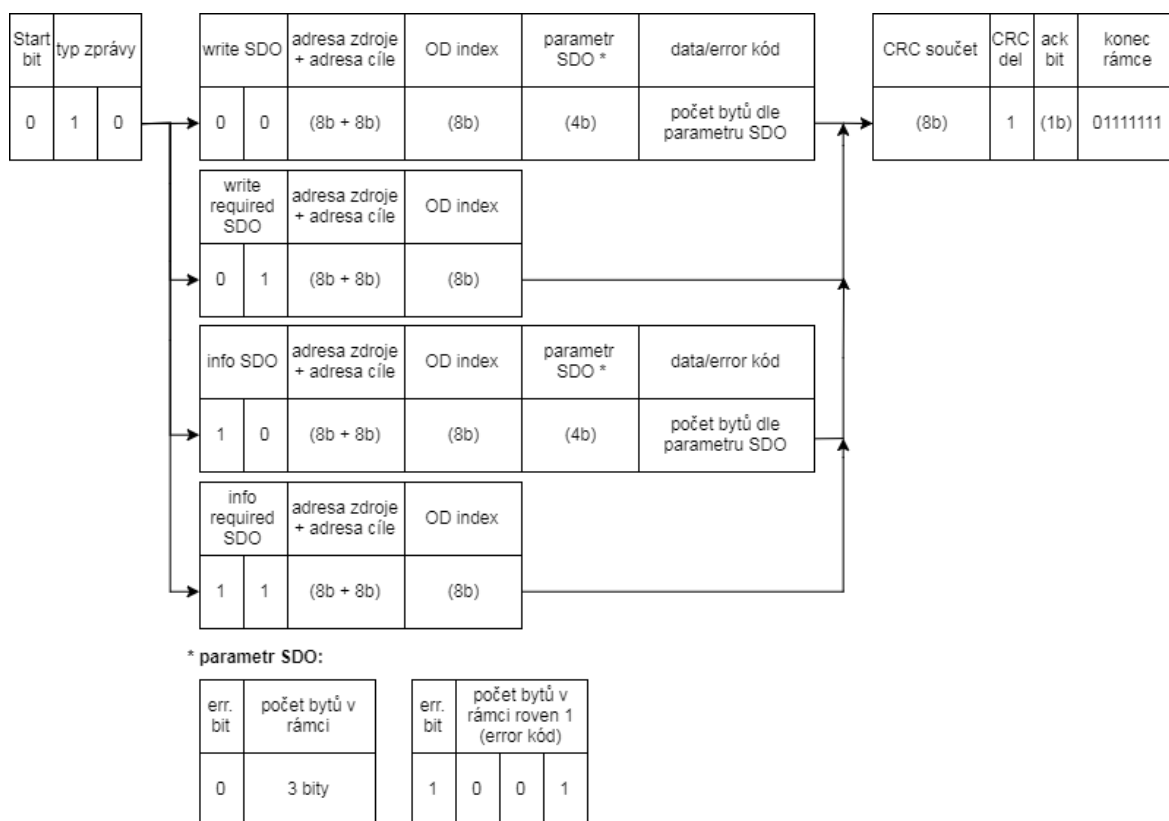 Start bit
typ zprávy
write SDO
adresa zdroje + adresa cíle
OD index
parametr SDO *
data/error kód
CRC součet
CRC del
ack bit
konec rámce
0
1
0
0
0
(8b + 8b)
(8b)
(4b)
počet bytů dle parametru SDO
(8b)
1
(1b)
01111111
write required SDO
adresa zdroje + adresa cíle
OD index
0
1
(8b + 8b)
(8b)
info SDO
adresa zdroje + adresa cíle
OD index
parametr SDO *
data/error kód
1
0
(8b + 8b)
(8b)
(4b)
počet bytů dle parametru SDO
info required SDO
adresa zdroje + adresa cíle
OD index
1
1
(8b + 8b)
(8b)
* parametr SDO:
err. bit
počet bytů v rámci
0
3 bity
err. bit
počet bytů v rámci roven 1 (error kód)
1
0
0
1